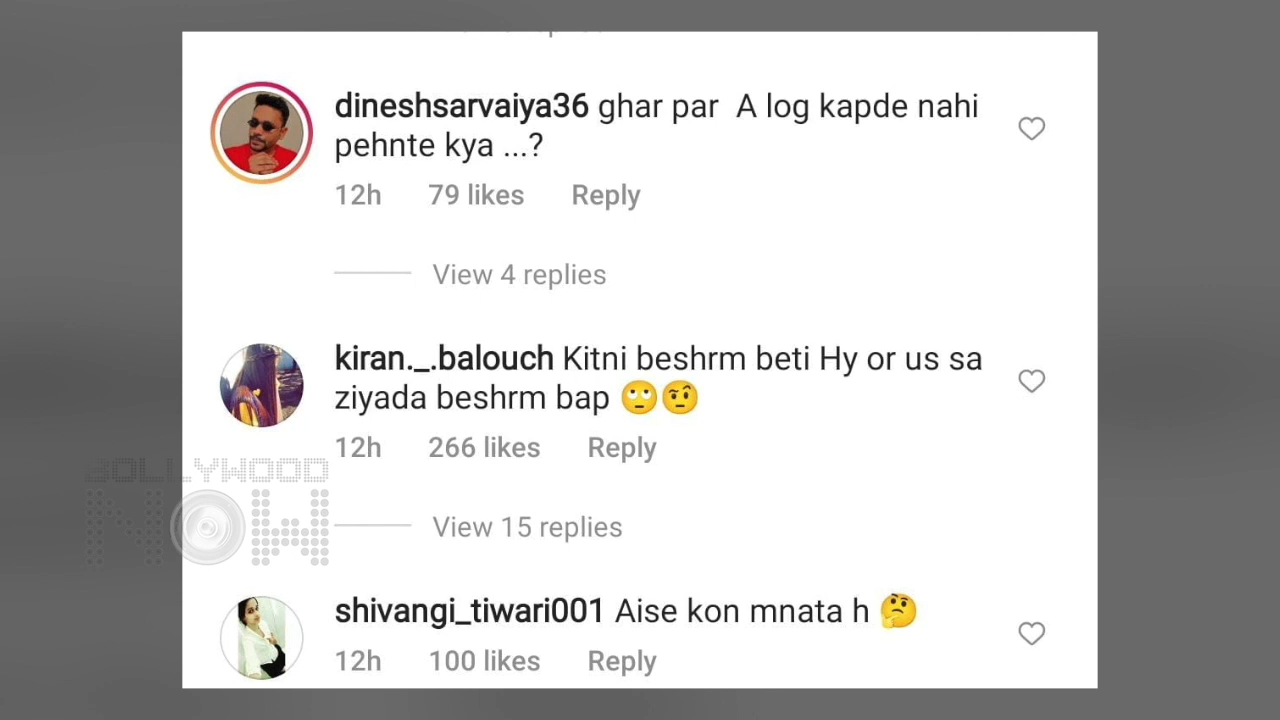 dineshsarvaiya36 ghar par A log kapde nahi
pehnte kya ...?
12h 79 likes Reply
View 4 replies
kiran._.balouch Kitni beshrm beti Hy or us sa
ziyada beshrm bap 🙄🤨
12h 266 likes Reply
View 15 replies
BOLLYWOOD
NOW
shivangi_tiwari001 Aise kon mnata h 🤔
12h 100 likes Reply